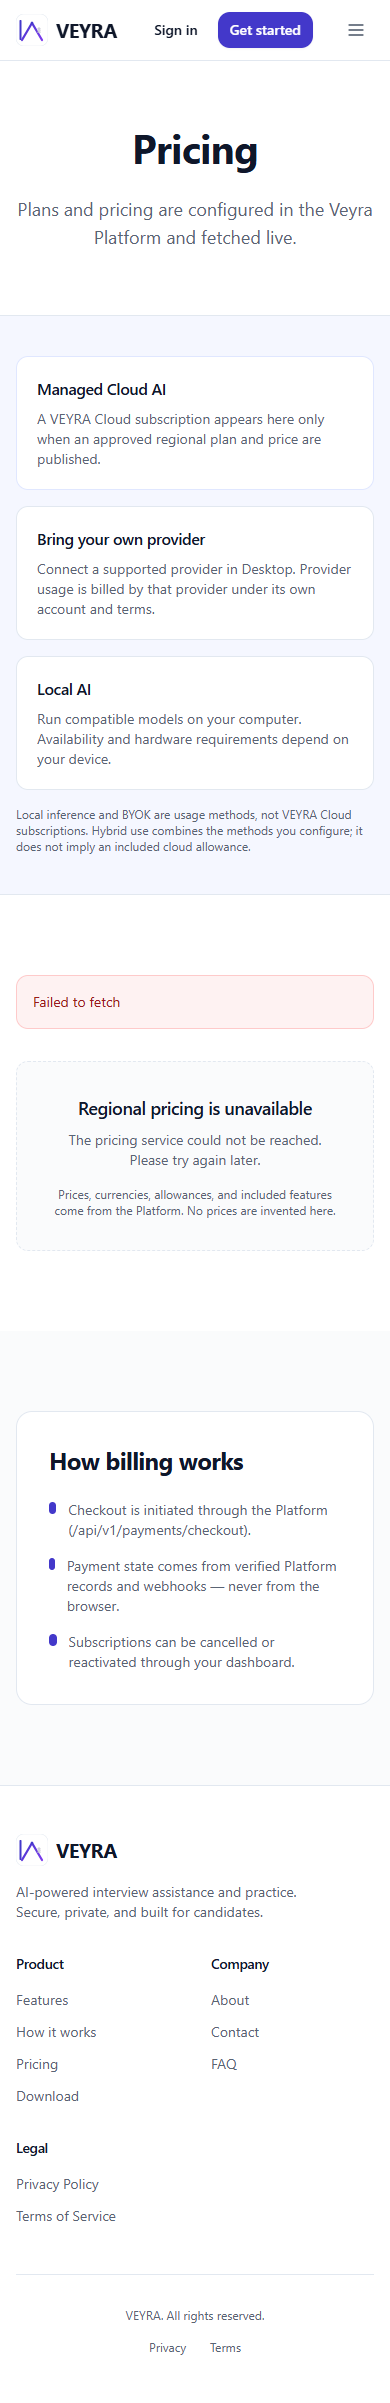 VEYRA
Sign in
Get started
Pricing
Plans and pricing are configured in the Veyra
Platform and fetched live.
Managed Cloud AI
A VEYRA Cloud subscription appears here only
when an approved regional plan and price are
published.
Bring your own provider
Connect a supported provider in Desktop. Provider
usage is billed by that provider under its own
account and terms.
Local AI
Run compatible models on your computer.
Availability and hardware requirements depend on
your device.
Local inference and BYOK are usage methods, not VEYRA Cloud
subscriptions. Hybrid use combines the methods you configure; it
does not imply an included cloud allowance.
Failed to fetch
Regional pricing is unavailable
The pricing service could not be reached.
Please try again later.
Prices, currencies, allowances, and included features
come from the Platform. No prices are invented here.
How billing works
Checkout is initiated through the Platform
(/api/v1/payments/checkout).
Payment state comes from verified Platform
records and webhooks — never from the
browser.
Subscriptions can be cancelled or
reactivated through your dashboard.
VEYRA
AI-powered interview assistance and practice.
Secure, private, and built for candidates.
Product
Features
How it works
Pricing
Download
Company
About
Contact
FAQ
Legal
Privacy Policy
Terms of Service
VEYRA. All rights reserved.
Privacy
Terms